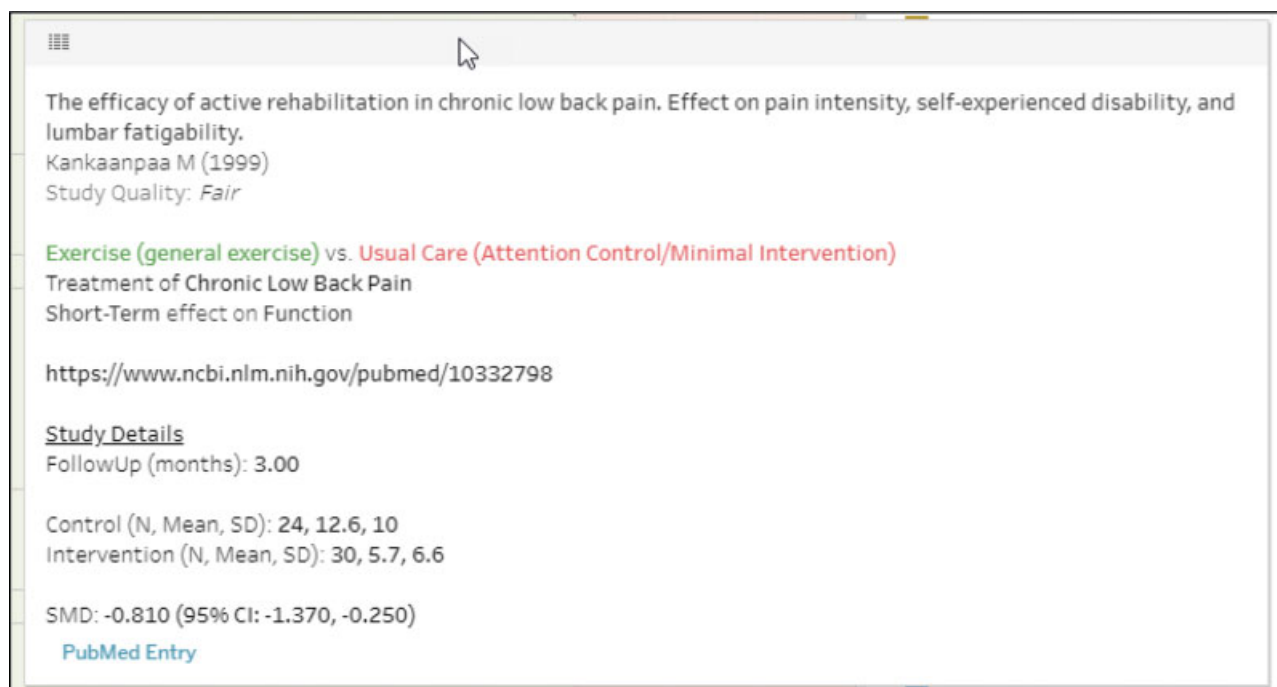 The efficacy of active rehabilitation in chronic low back pain. Effect on pain intensity, self-experienced disability, and
lumbar fatigability.
Kankaanpaa M (1999)
Study Quality: Fair
Exercise (general exercise) vs. Usual Care (Attention Control/Minimal Intervention)
Treatment of Chronic Low Back Pain
Short-Term effect on Function
https://www.ncbi.nlm.nih.gov/pubmed/10332798
Study Details
FollowUp (months): 3.00
Control (N, Mean, SD): 24, 12.6, 10
Intervention (N, Mean, SD): 30, 5.7, 6.6
SMD: -0.810 (95% CI: -1.370, -0.250)
PubMed Entry